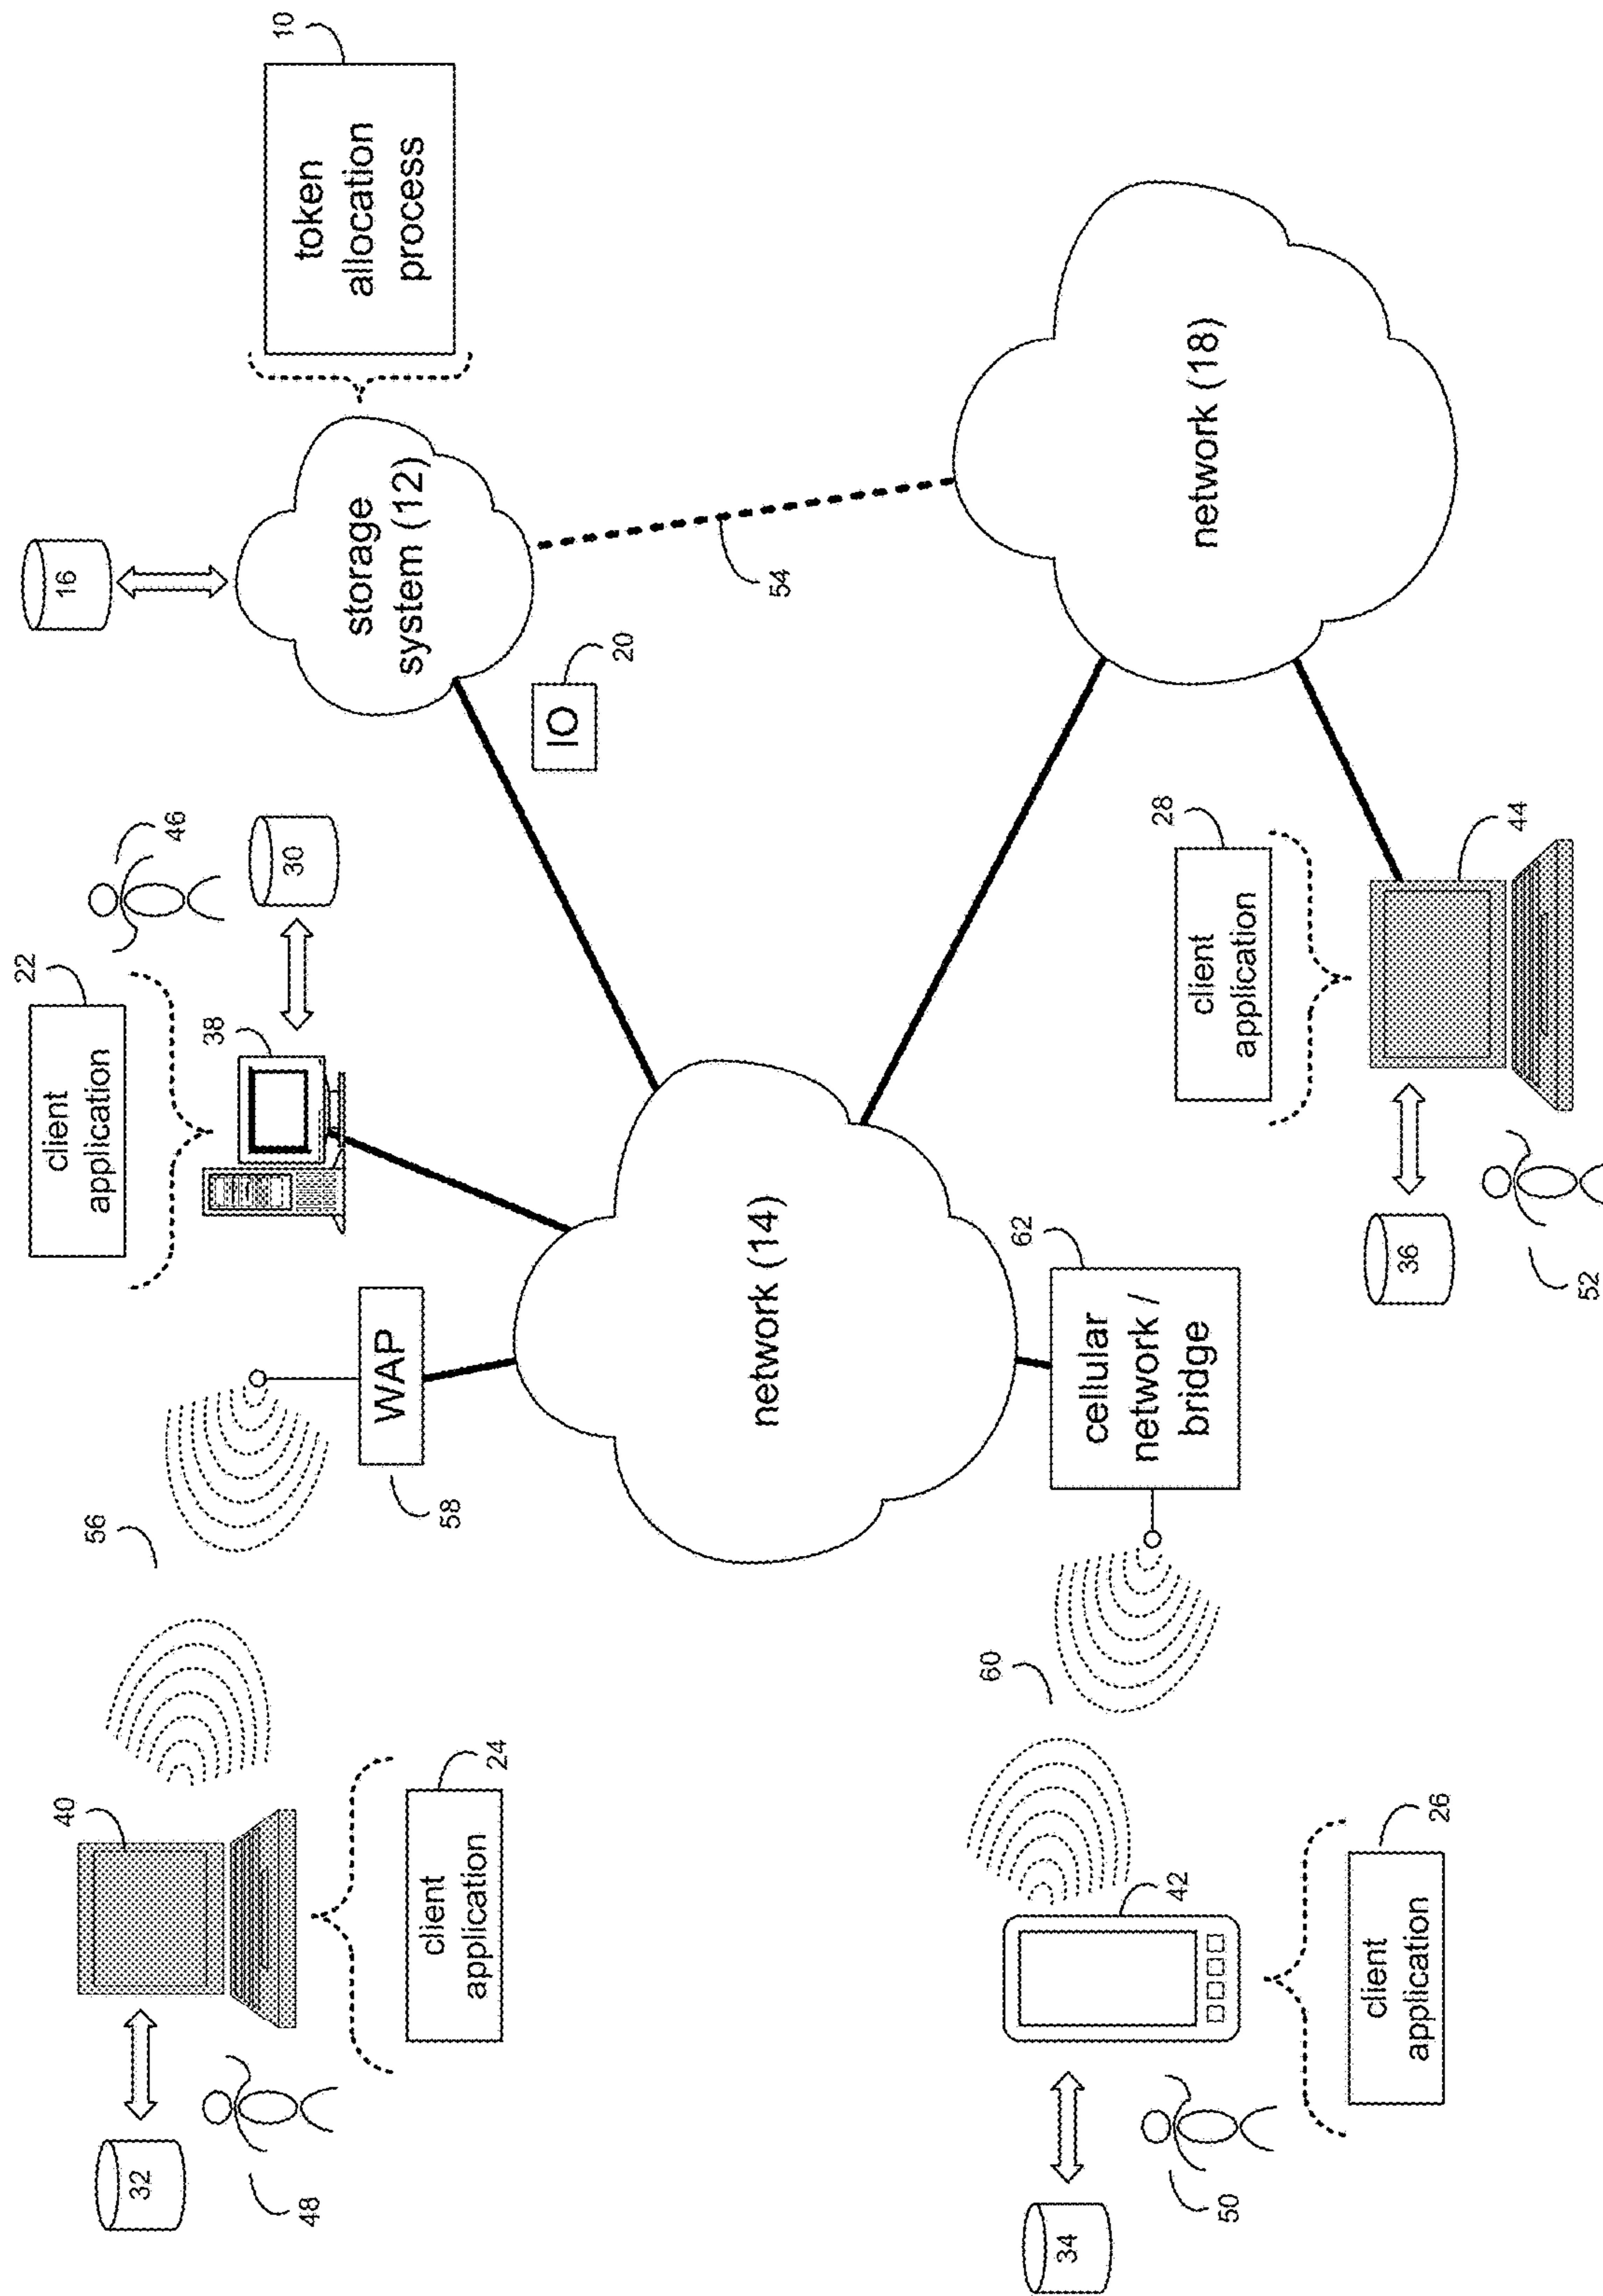 32
48
40
client
application
24
56
58
WAP
client
application
22
38
46
30
16
storage
system (12)
IO
20
token
allocation
process
10
54
network (14)
network (18)
34
50
42
client
application
26
60
62
cellular
network /
bridge
36
52
client
application
28
44